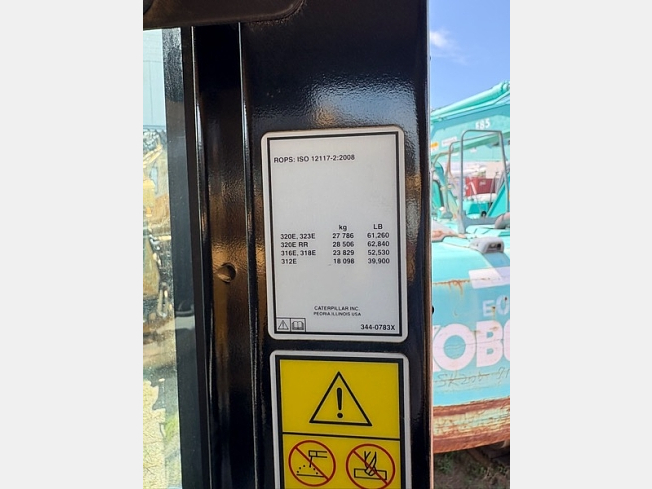 ROPS: ISO 12117-2:2008
kg LB
320E, 323E 27 786 61,260
320E RR 28 506 62,840
316E, 318E 23 829 52,530
312E 18 098 39,900
CATERPILLAR INC.
PEORIA ILLINOIS USA
344-0783X
485
KOBE